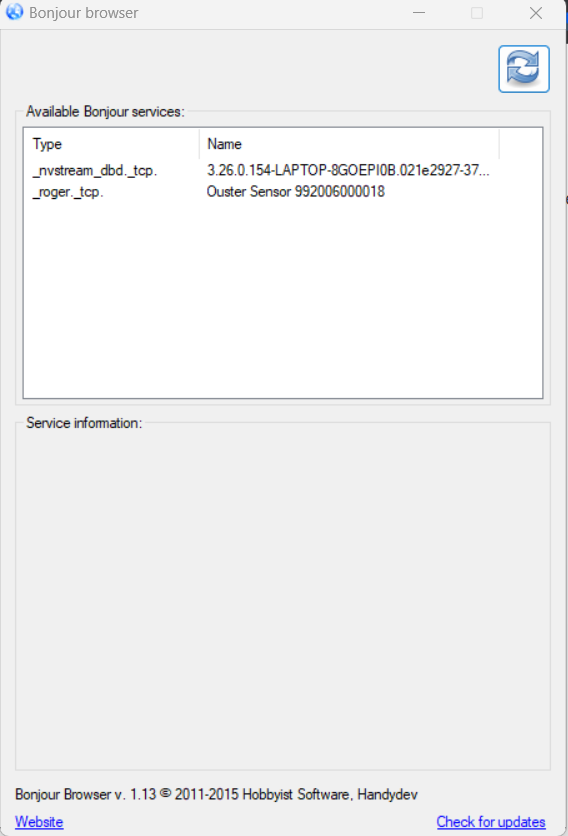 Bonjour browser
Available Bonjour services:
Type Name
_nvstream_dbd._tcp. 3.26.0.154-LAPTOP-8GOEPI0B.021e2927-37...
_roger._tcp. Ouster Sensor 992006000018
Service information:
Bonjour Browser v. 1.13 © 2011-2015 Hobbyist Software, Handydev
Website Check for updates